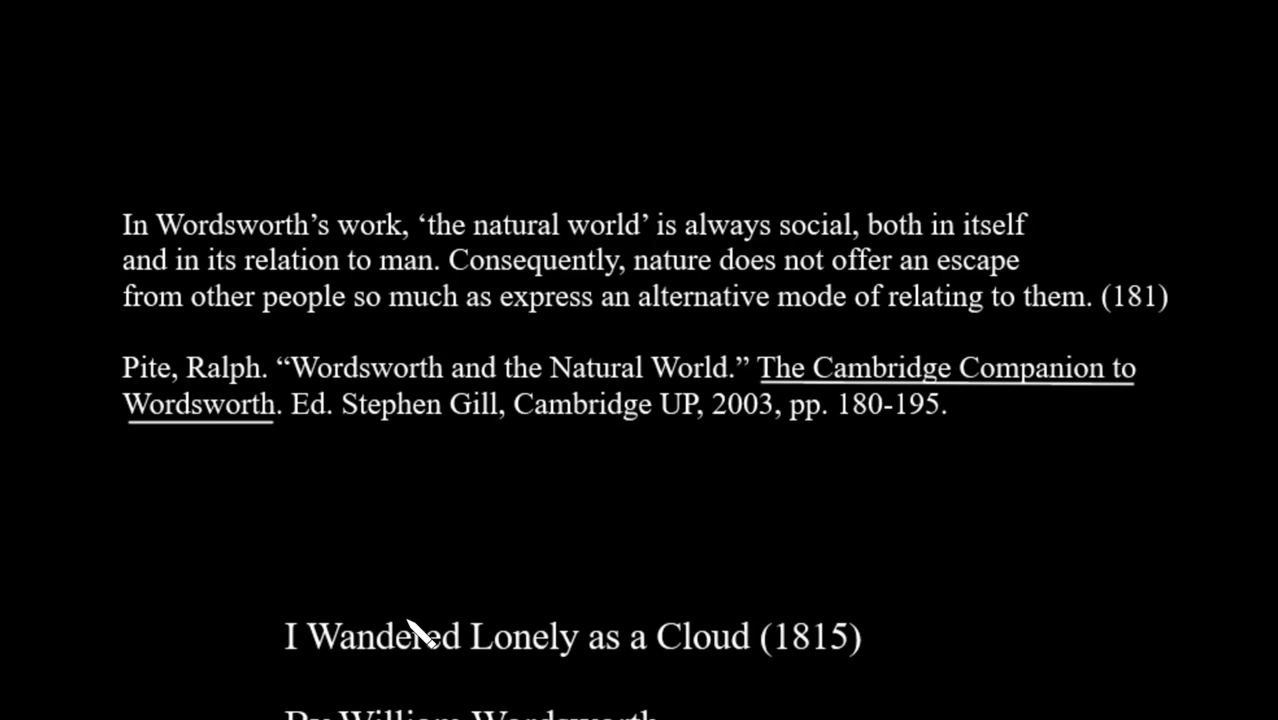 In Wordsworth’s work, ‘the natural world’ is always social, both in itself
and in its relation to man. Consequently, nature does not offer an escape
from other people so much as express an alternative mode of relating to them. (181)
Pite, Ralph. “Wordsworth and the Natural World.” The Cambridge Companion to
Wordsworth. Ed. Stephen Gill, Cambridge UP, 2003, pp. 180-195.
I Wandered Lonely as a Cloud (1815)
By William Wordsworth